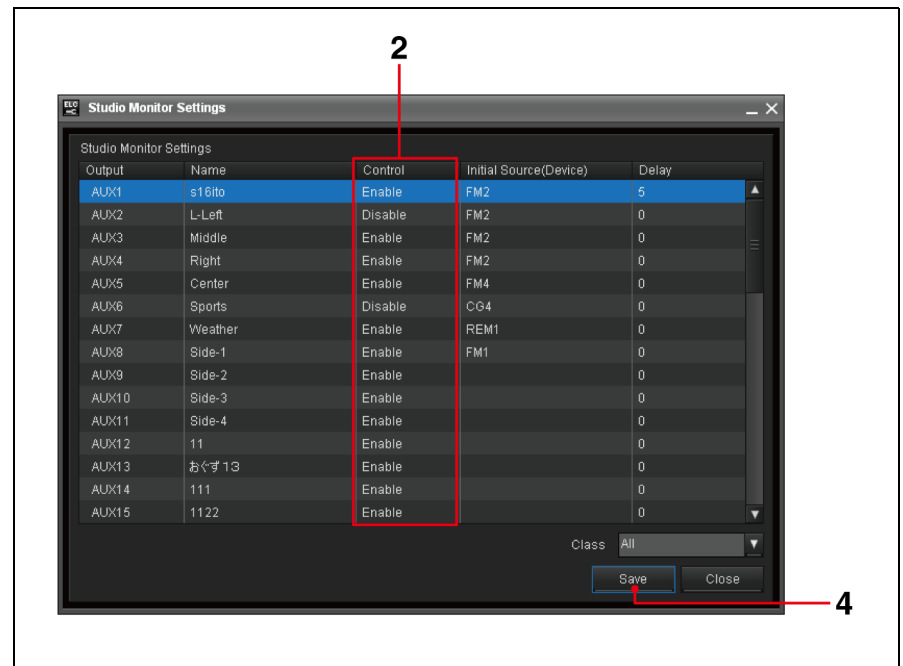 2
ELC Studio Monitor Settings
Studio Monitor Settings
Output Name Control Initial Source(Device) Delay
AUX1 s16ito Enable FM2 5
AUX2 L-Left Disable FM2 0
AUX3 Middle Enable FM2 0
AUX4 Right Enable FM2 0
AUX5 Center Enable FM4 0
AUX6 Sports Disable CG4 0
AUX7 Weather Enable REM1 0
AUX8 Side-1 Enable FM1 0
AUX9 Side-2 Enable 0
AUX10 Side-3 Enable 0
AUX11 Side-4 Enable 0
AUX12 11 Enable 0
AUX13 おぐず13 Enable 0
AUX14 111 Enable 0
AUX15 1122 Enable 0
Class All
Save Close
4